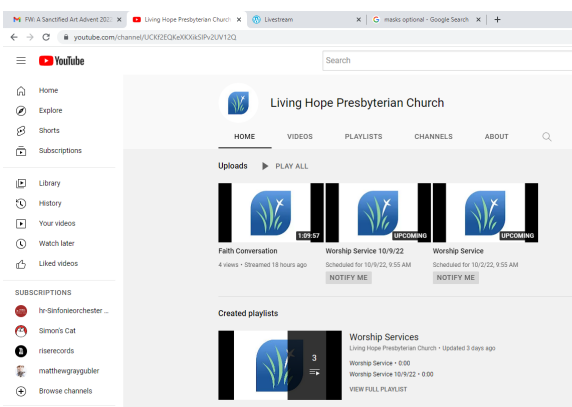 FW: A Sanctified Art Advent 202
Living Hope Presbyterian Church
Livestream
masks optional - Google Search
youtube.com/channel/UCKf2EQKeXKXikSIPv2UV12Q
YouTube
Search
Home
Explore
Shorts
Subscriptions
Library
History
Your videos
Watch later
Liked videos
SUBSCRIPTIONS
hr-Sinfonieorchester ...
Simon's Cat
riserecords
matthewgraygubler
Browse channels
Living Hope Presbyterian Church
HOME VIDEOS PLAYLISTS CHANNELS ABOUT
Uploads PLAY ALL
1:09:57 UPCOMING UPCOMING
Faith Conversation Worship Service 10/9/22 Worship Service
4 views • Streamed 18 hours ago Scheduled for 10/9/22, 9:55 AM Scheduled for 10/2/22, 9:55 AM
NOTIFY ME NOTIFY ME
Created playlists
3
Worship Services
Living Hope Presbyterian Church • Updated 3 days ago
Worship Service • 0:00
Worship Service 10/9/22 • 0:00
VIEW FULL PLAYLIST